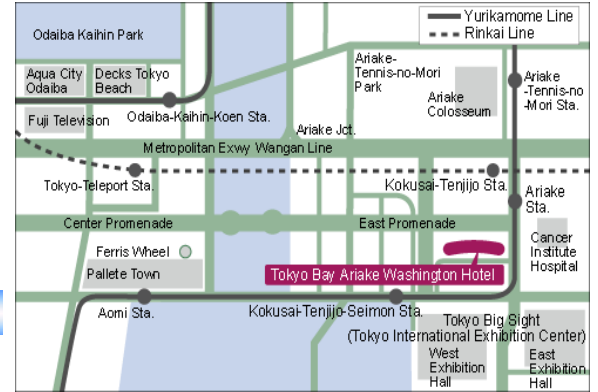 Yurikamome Line
Rinkai Line
Odaiba Kaihin Park
Aqua City
Odaiba
Decks Tokyo
Beach
Fuji Television
Odaiba-Kaihin-Koen Sta.
Ariake-
Tennis-no-Mori
Park
Ariake
Colosseum
Ariake
-Tennis-no
-Mori Sta.
Ariake Jct.
Metropolitan Exwy Wangan Line
Tokyo-Teleport Sta.
Kokusai-Tenjijo Sta.
Ariake
Sta.
Center Promenade
East Promenade
Cancer
Institute
Hospital
Ferris Wheel
Pallete Town
Tokyo Bay Ariake Washington Hotel
Aomi Sta.
Kokusai-Tenjijo-Seimon Sta.
Tokyo Big Sight
(Tokyo International Exhibition Center)
West
Exhibition
Hall
East
Exhibition
Hall